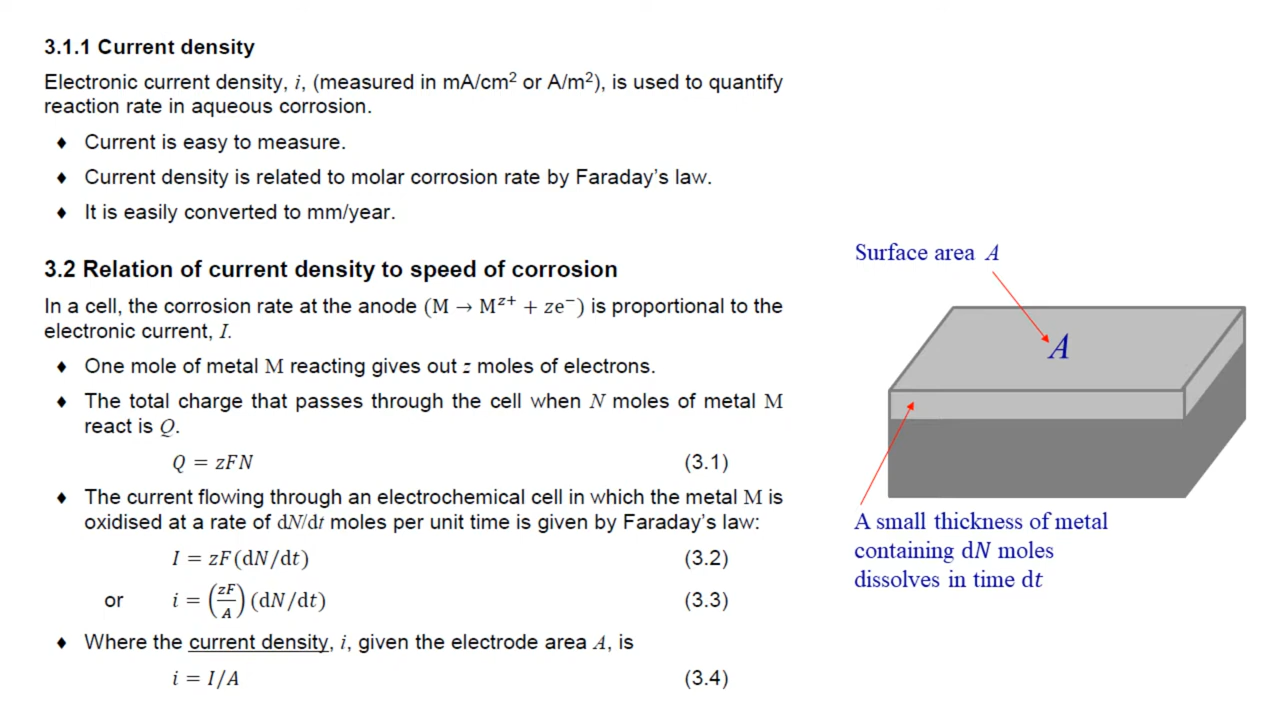 3.1.1 Current density
Electronic current density, i, (measured in mA/cm² or A/m²), is used to quantify
reaction rate in aqueous corrosion.
♦ Current is easy to measure.
♦ Current density is related to molar corrosion rate by Faraday's law.
♦ It is easily converted to mm/year.
3.2 Relation of current density to speed of corrosion
In a cell, the corrosion rate at the anode (M → Mᶻ⁺ + ze⁻) is proportional to the
electronic current, I.
♦ One mole of metal M reacting gives out z moles of electrons.
♦ The total charge that passes through the cell when N moles of metal M
react is Q.
Q = zFN (3.1)
♦ The current flowing through an electrochemical cell in which the metal M is
oxidised at a rate of dN/dt moles per unit time is given by Faraday's law:
I = zF(dN/dt) (3.2)
or i = (zF/A)(dN/dt) (3.3)
♦ Where the current density, i, given the electrode area A, is
i = I/A (3.4)
Surface area A
A
A small thickness of metal
containing dN moles
dissolves in time dt